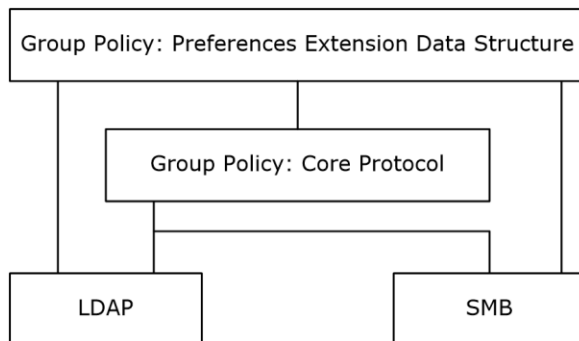 Group Policy: Preferences Extension Data Structure
Group Policy: Core Protocol
LDAP
SMB